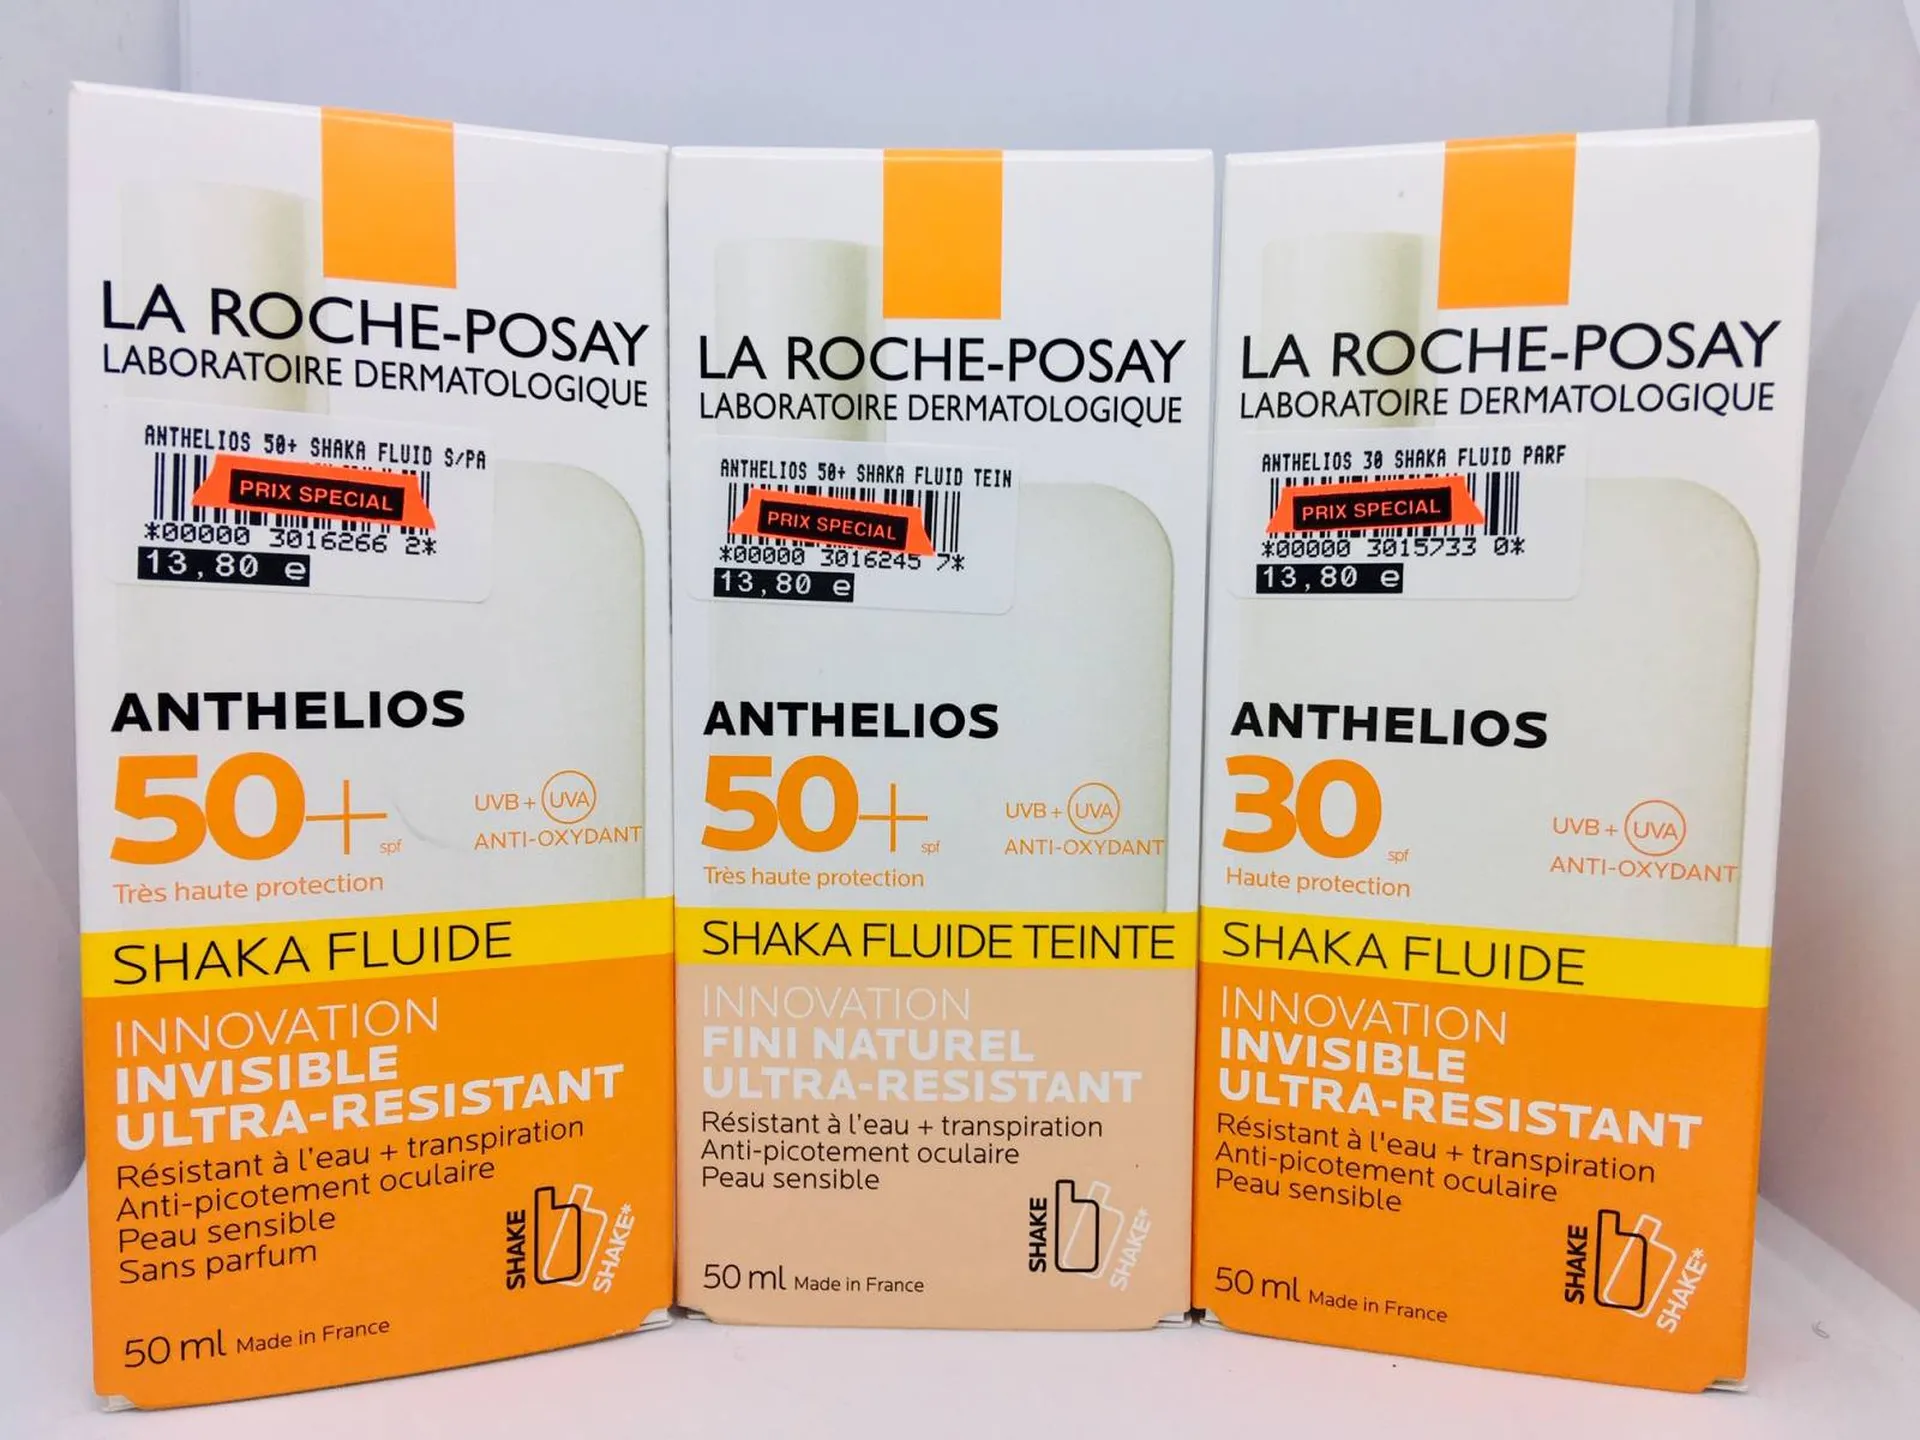 LA ROCHE-POSAY
LABORATOIRE DERMATOLOGIQUE
ANTHELIOS 50+ SHAKA FLUID S/PA
PRIX SPECIAL
*00000 3016266 2*
13,80 e
ANTHELIOS
50+ spf
UVB + UVA
ANTI-OXYDANT
Très haute protection
SHAKA FLUIDE
INNOVATION
INVISIBLE
ULTRA-RESISTANT
Résistant à l'eau + transpiration
Anti-picotement oculaire
Peau sensible
Sans parfum
SHAKE
SHAKE*
50 ml Made in France
LA ROCHE-POSAY
LABORATOIRE DERMATOLOGIQUE
ANTHELIOS 50+ SHAKA FLUID TEIN
PRIX SPECIAL
*00000 3016245 7*
13,80 e
ANTHELIOS
50+ spf
UVB + UVA
ANTI-OXYDANT
Très haute protection
SHAKA FLUIDE TEINTE
INNOVATION
FINI NATUREL
ULTRA-RESISTANT
Résistant à l'eau + transpiration
Anti-picotement oculaire
Peau sensible
SHAKE
SHAKE*
50 ml Made in France
LA ROCHE-POSAY
LABORATOIRE DERMATOLOGIQUE
ANTHELIOS 30 SHAKA FLUID PARF
PRIX SPECIAL
*00000 3015733 0*
13,80 e
ANTHELIOS
30 spf
UVB + UVA
ANTI-OXYDANT
Haute protection
SHAKA FLUIDE
INNOVATION
INVISIBLE
ULTRA-RESISTANT
Résistant à l'eau + transpiration
Anti-picotement oculaire
Peau sensible
SHAKE
SHAKE*
50 ml Made in France